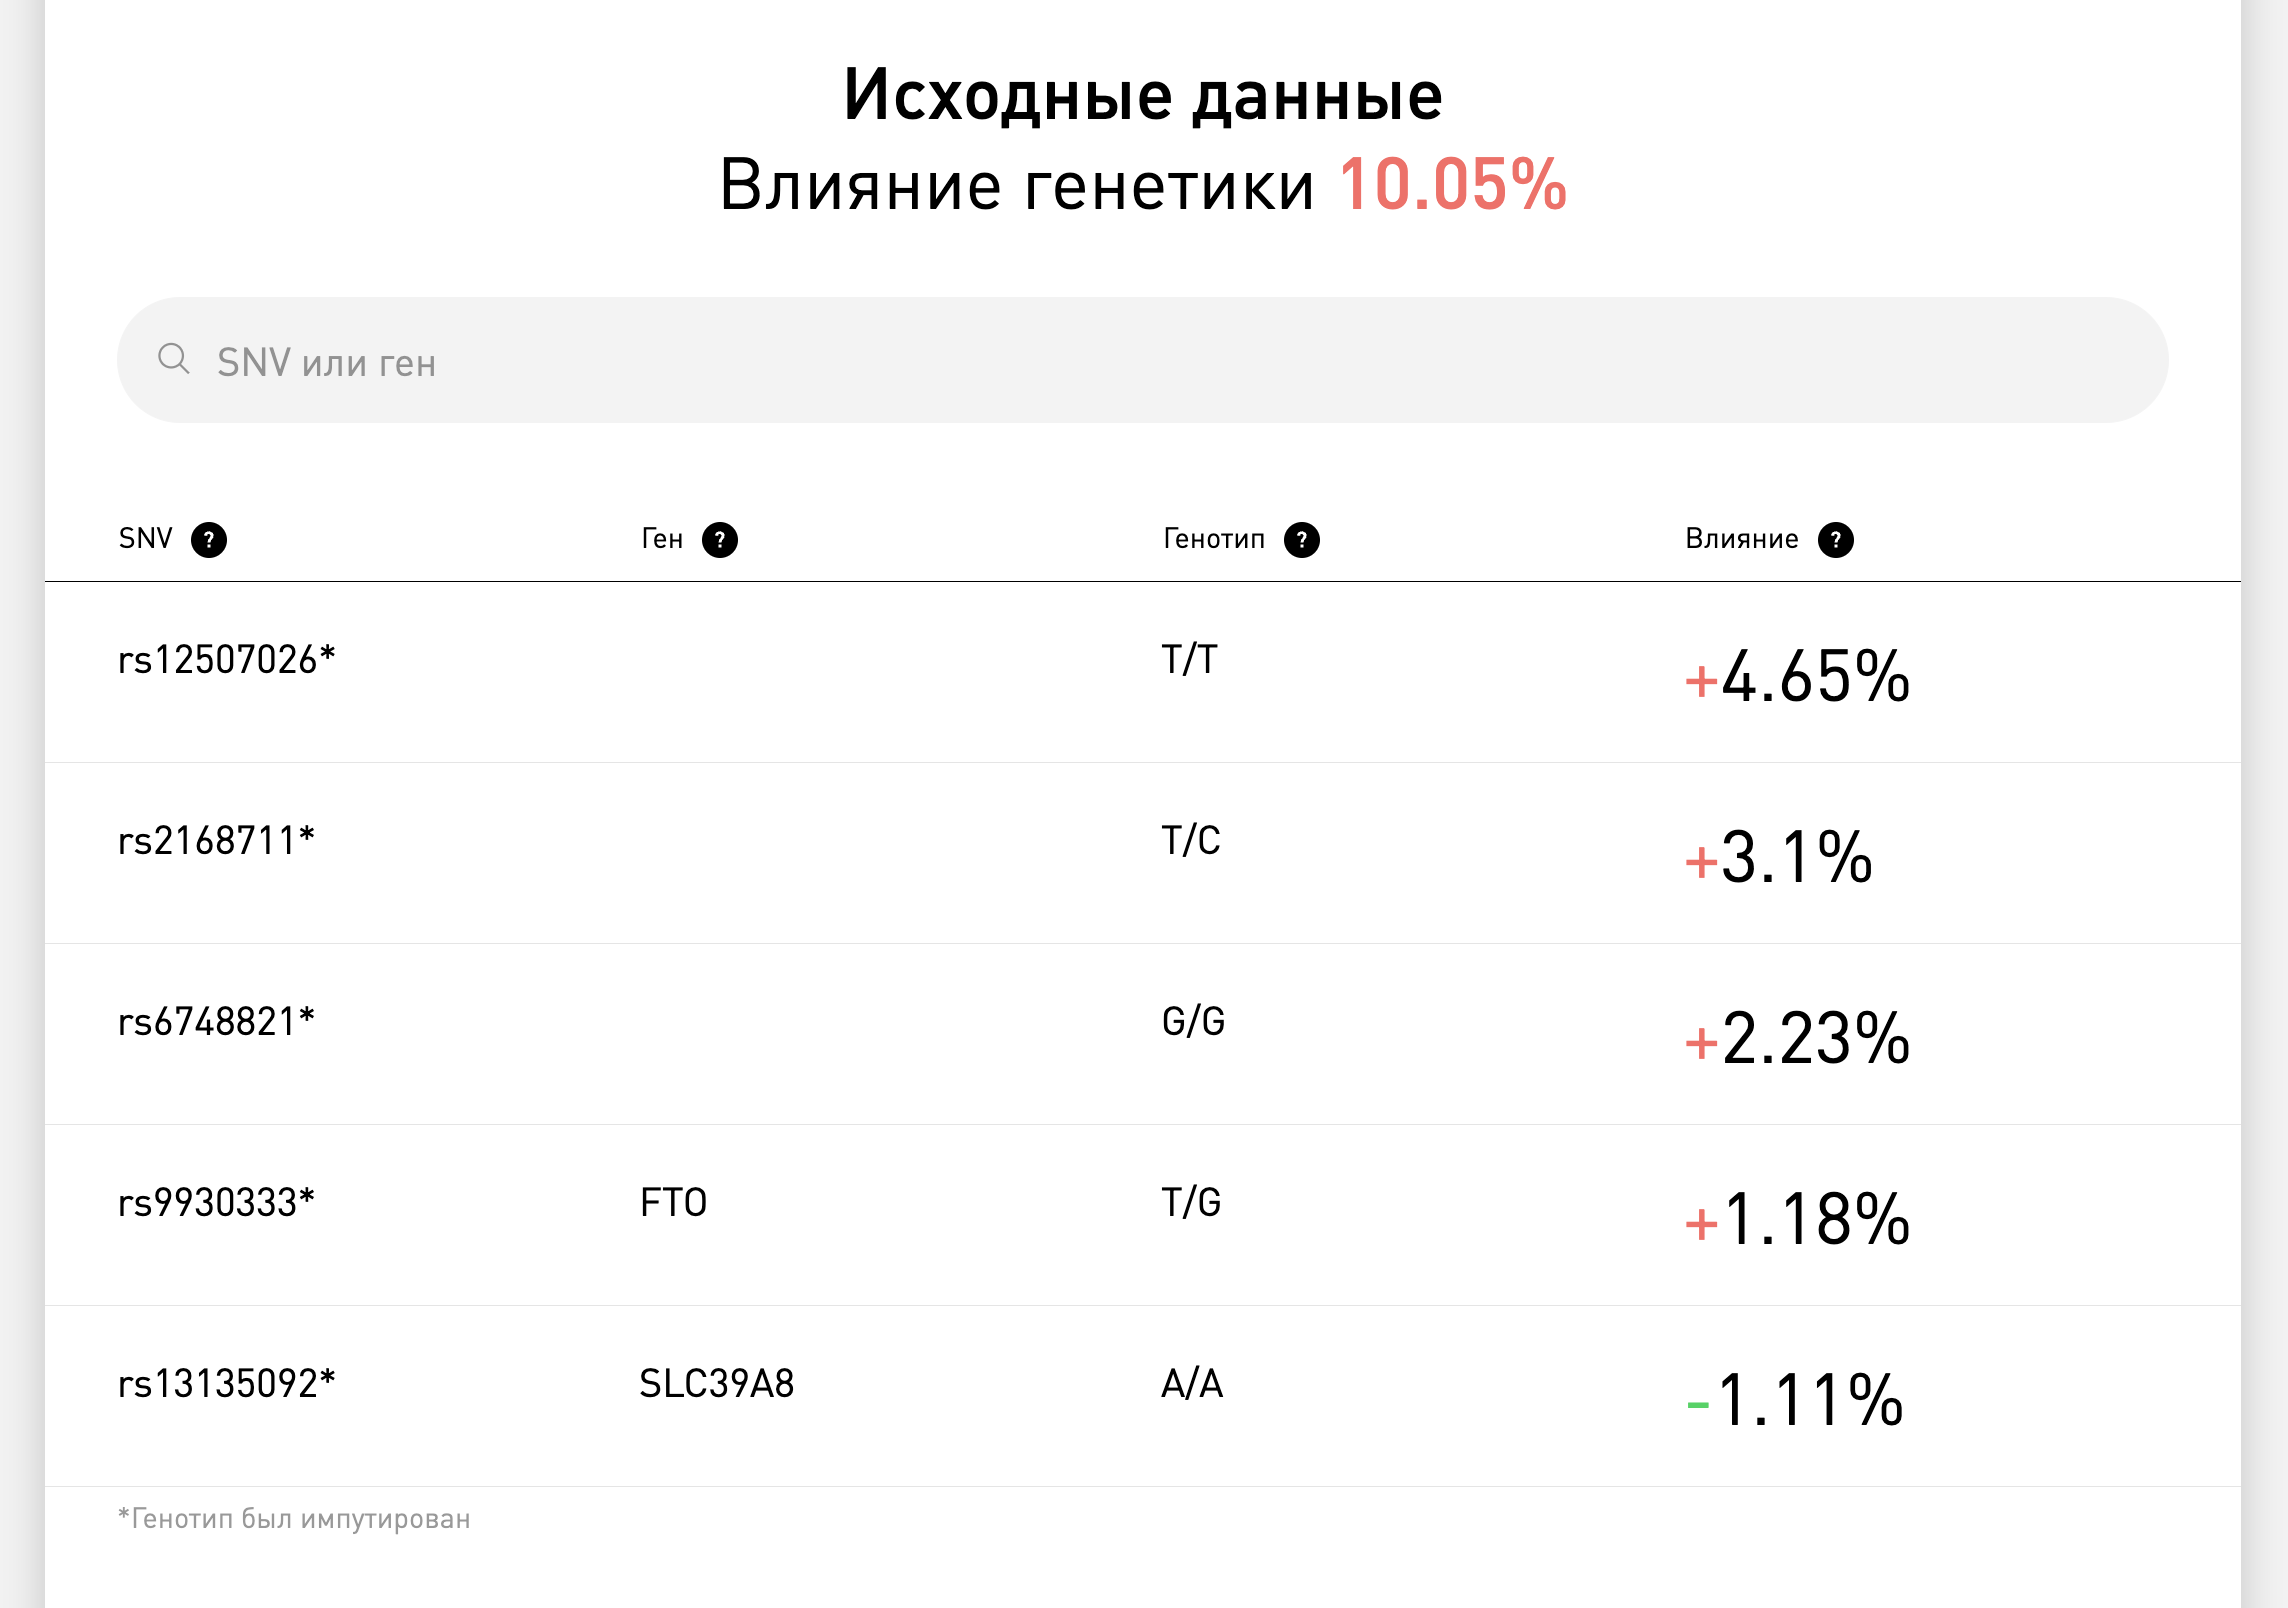 Исходные данные
Влияние генетики 10.05%
SNV или ген
SNV ? Ген ? Генотип ? Влияние ?
rs12507026* T/T +4.65%
rs2168711* T/C +3.1%
rs6748821* G/G +2.23%
rs9930333* FTO T/G +1.18%
rs13135092* SLC39A8 A/A -1.11%
*Генотип был импутирован